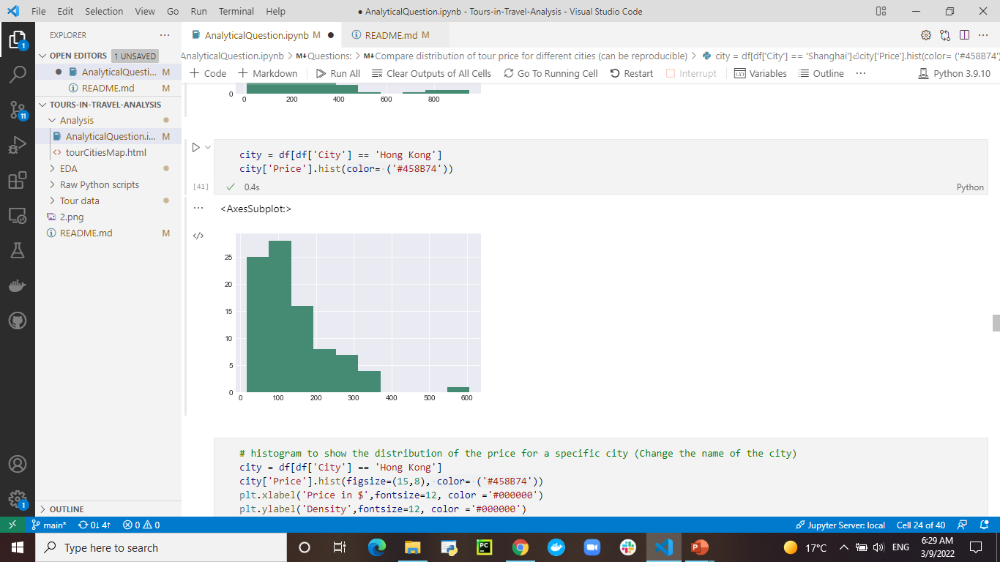 File Edit Selection View Go Run Terminal Help
● AnalyticalQuestion.ipynb - Tours-in-Travel-Analysis - Visual Studio Code
EXPLORER
OPEN EDITORS 1 UNSAVED
AnalyticalQuesti... M
README.md M
TOURS-IN-TRAVEL-ANALYSIS
Analysis
AnalyticalQuestion.i... M
tourCitiesMap.html
EDA
Raw Python scripts
Tour data
2.png
README.md M
OUTLINE
1
11
1
AnalyticalQuestion.ipynb M ●
README.md M
AnalyticalQuestion.ipynb > M↓Questions: > M↓Compare distribution of tour price for different cities (can be reproducible) > city = df[df['City'] == 'Shanghai']⏎city['Price'].hist(color= ('#458B74'
+ Code + Markdown Run All Clear Outputs of All Cells Go To Running Cell Restart Interrupt Variables Outline ··· Python 3.9.10
0
0 200 400 600 800
city = df[df['City'] == 'Hong Kong']
city['Price'].hist(color= ('#458B74'))
[41] ✓ 0.4s Python
<AxesSubplot:>
25
20
15
10
5
0
0 100 200 300 400 500 600
# histogram to show the distribution of the price for a specific city (Change the name of the city)
city = df[df['City'] == 'Hong Kong']
city['Price'].hist(figsize=(15,8), color= ('#458B74'))
plt.xlabel('Price in $',fontsize=12, color ='#000000')
plt.ylabel('Density',fontsize=12, color ='#000000')
main* 0↓ 4↑ 0 0 Jupyter Server: local Cell 24 of 40
Type here to search
PC
17°C ENG
6:29 AM
3/9/2022